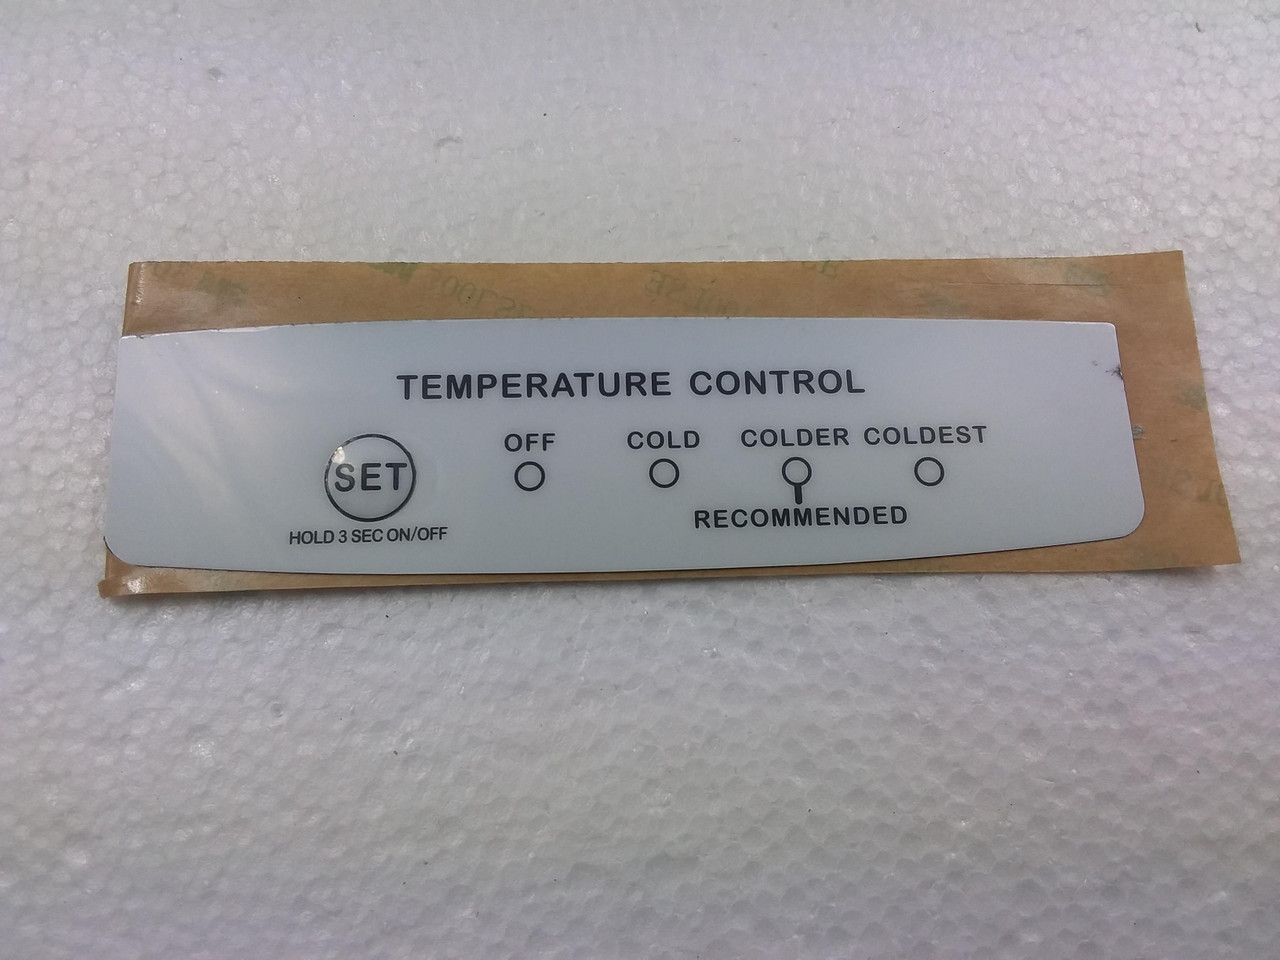 TEMPERATURE CONTROL
OFF COLD COLDER COLDEST
SET
RECOMMENDED
HOLD 3 SEC ON/OFF